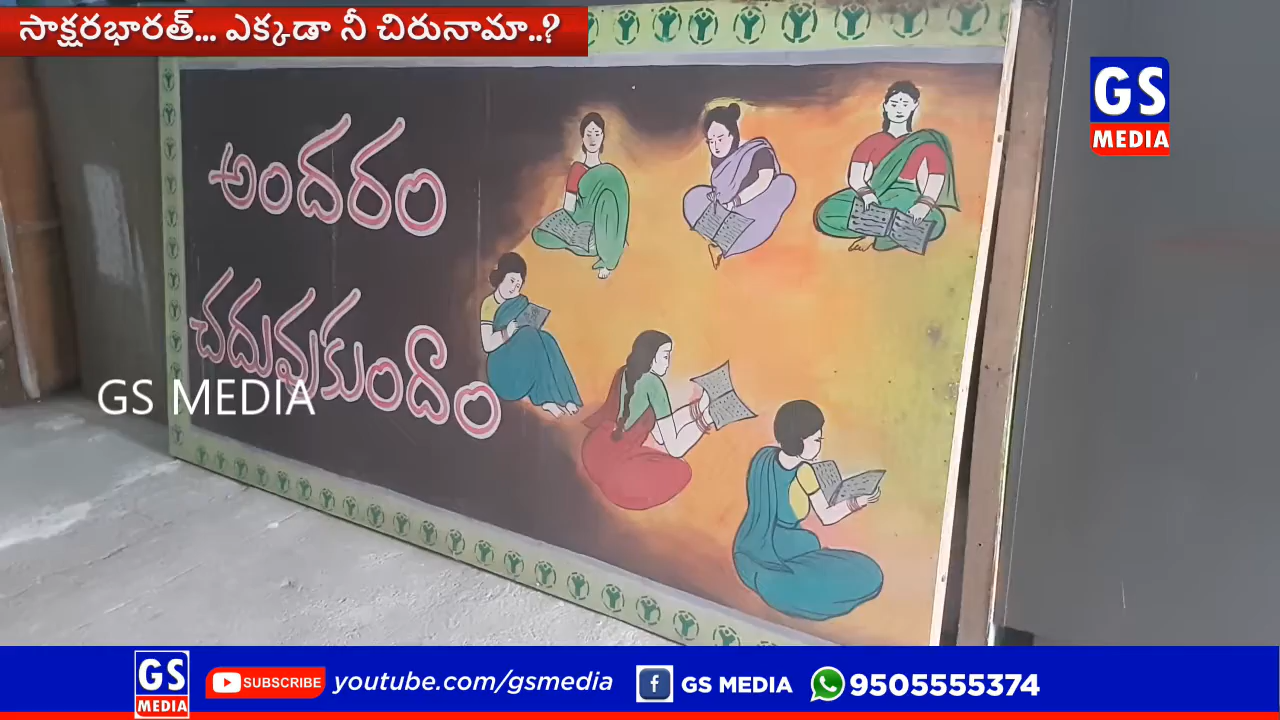 సాక్షరభారత్... ఎక్కడా నీ చిరునామా..?
GS
MEDIA
అందరం
చదువుకుందాం
GS MEDIA
GS
MEDIA
SUBSCRIBE
youtube.com/gsmedia
f
GS MEDIA
9505555374